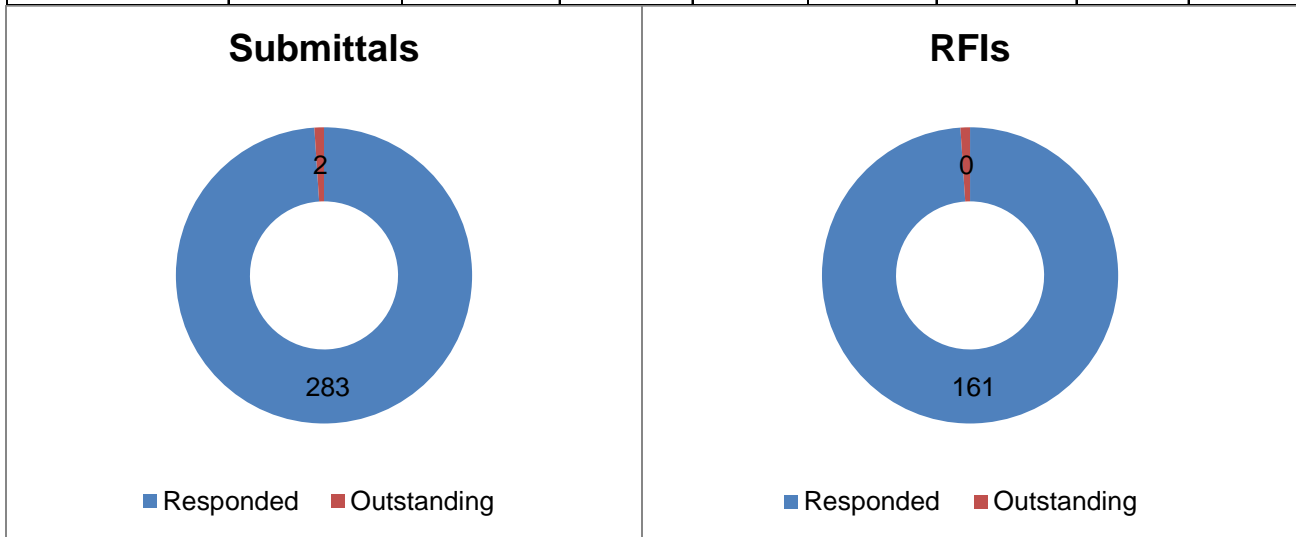 Submittals
2
283
Responded Outstanding
RFIs
0
161
Responded Outstanding